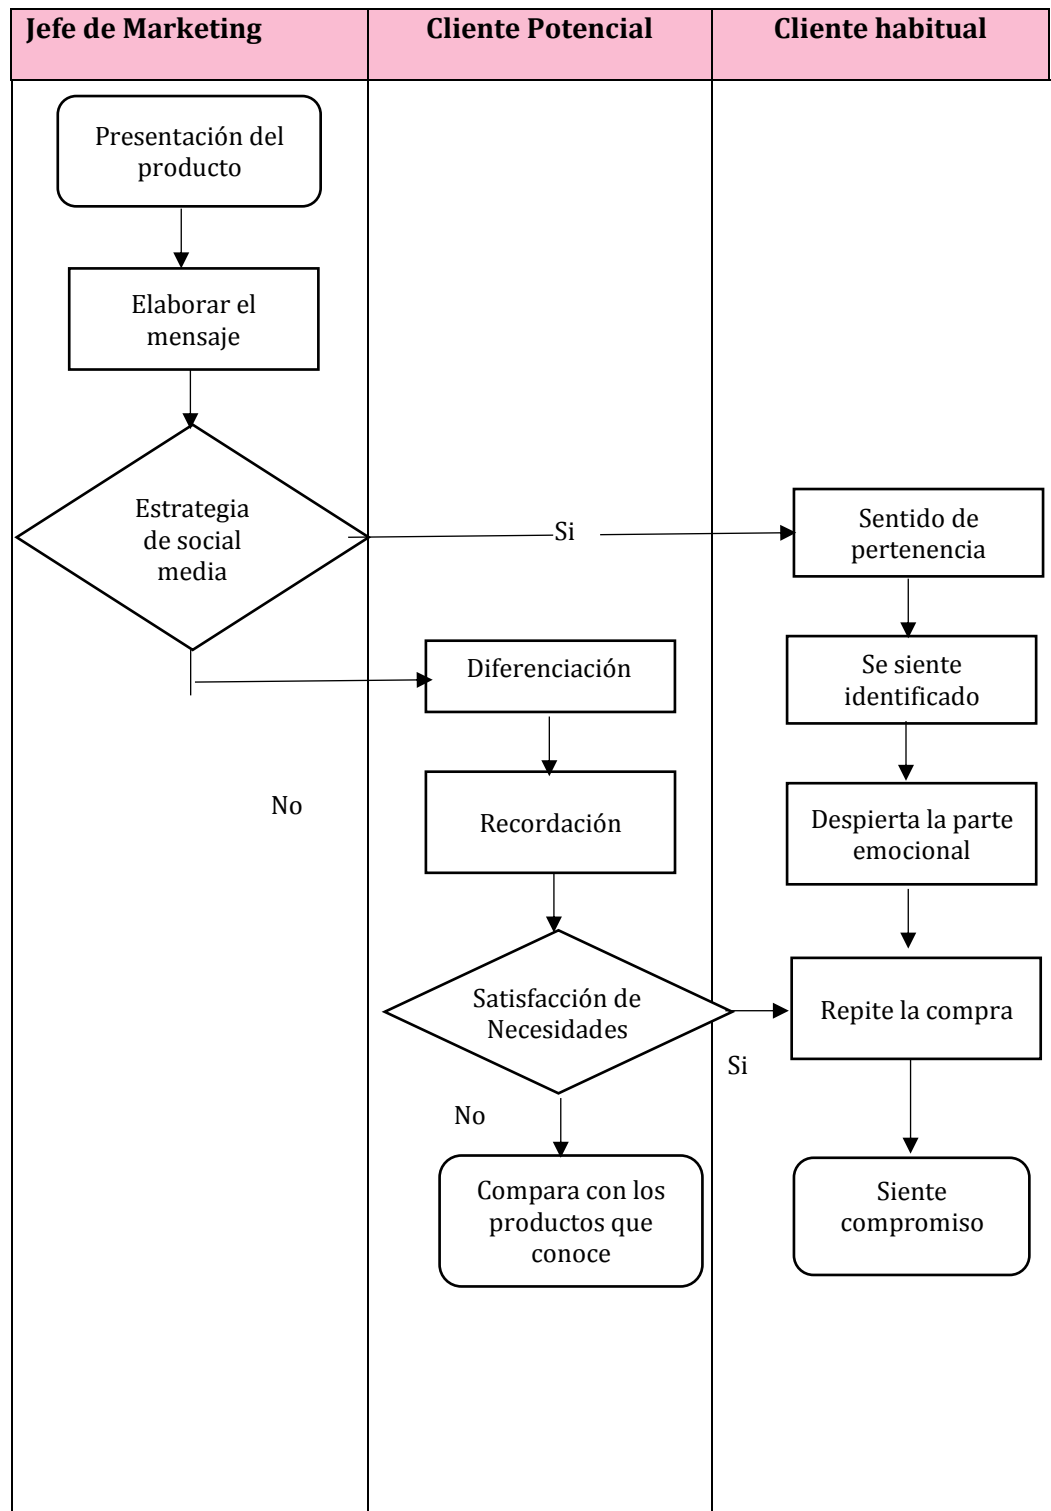 Jefe de Marketing
Cliente Potencial
Cliente habitual
Presentación del
producto
Elaborar el
mensaje
Estrategia
de social
media
Si
Sentido de
pertenencia
Diferenciación
Se siente
identificado
No
Recordación
Despierta la parte
emocional
Satisfacción de
Necesidades
Repite la compra
Si
No
Compara con los
productos que
conoce
Siente
compromiso